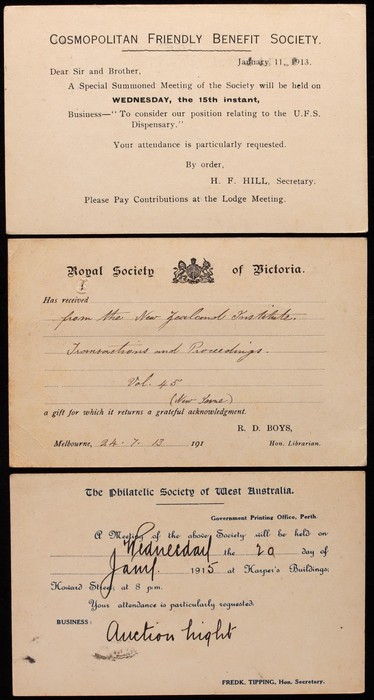 COSMOPOLITAN FRIENDLY BENEFIT SOCIETY.
January 11, 1913.
Dear Sir and Brother,
A Special Summoned Meeting of the Society will be held on
WEDNESDAY, the 15th instant,
Business—"To consider our position relating to the U.F.S.
Dispensary."
Your attendance is particularly requested.
By order,
H. F. HILL, Secretary.
Please Pay Contributions at the Lodge Meeting.
Royal Society of Victoria.
Has received
from the New Zealand Institute.
Transactions and Proceedings.
Vol. 45
(New Issue)
a gift for which it returns a grateful acknowledgment.
R. D. BOYS,
Melbourne, 24-7-13 191 Hon. Librarian.
The Philatelic Society of West Australia.
Government Printing Office, Perth.
A Meeting of the above Society will be held on
Wednesday the 20 day of
Jany 1915 at Harper's Buildings,
Howard Street, at 8 p.m.
Your attendance is particularly requested.
BUSINESS:
Auction night
FREDK. TIPPING, Hon. Secretary.